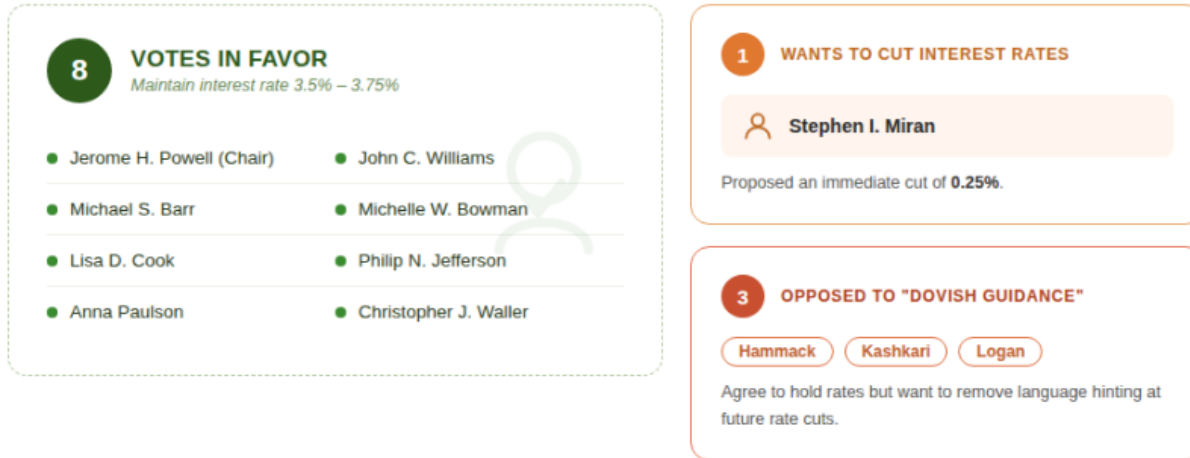 8
VOTES IN FAVOR
Maintain interest rate 3.5% – 3.75%
Jerome H. Powell (Chair)
John C. Williams
Michael S. Barr
Michelle W. Bowman
Lisa D. Cook
Philip N. Jefferson
Anna Paulson
Christopher J. Waller
1
WANTS TO CUT INTEREST RATES
Stephen I. Miran
Proposed an immediate cut of 0.25%.
3
OPPOSED TO "DOVISH GUIDANCE"
Hammack
Kashkari
Logan
Agree to hold rates but want to remove language hinting at
future rate cuts.